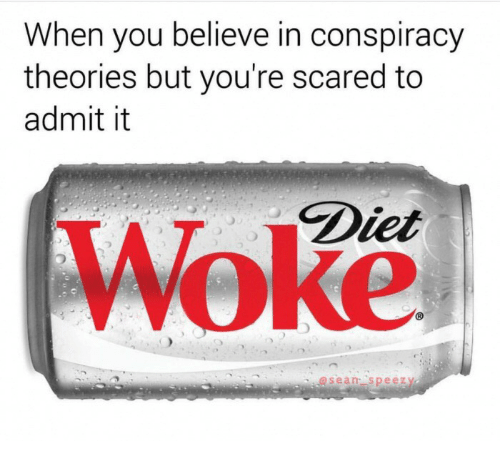 When you believe in conspiracy
theories but you're scared to
admit it
Diet
Woke®
@sean_speezy